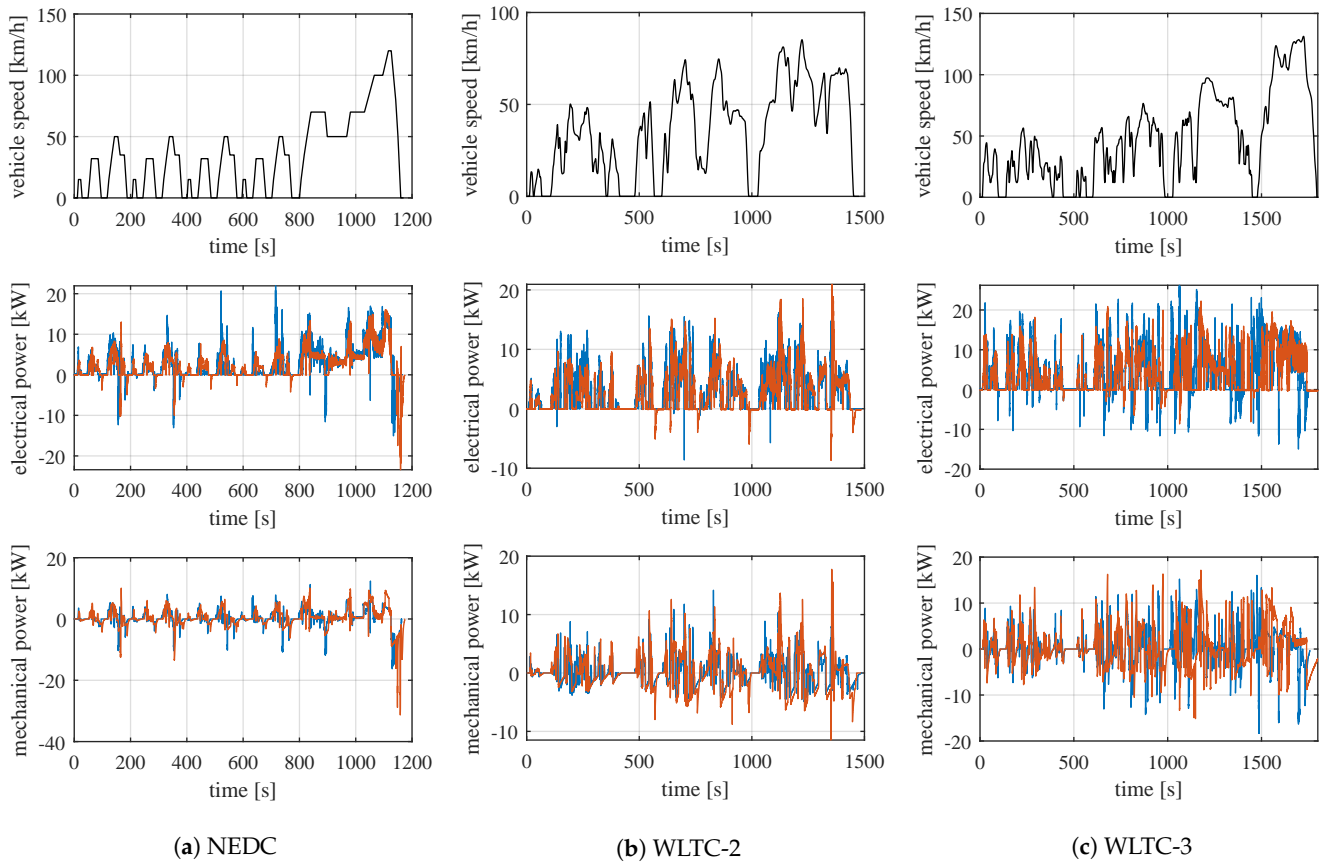 vehicle speed [km/h]
150
100
50
0
0 200 400 600 800 1000 1200
time [s]
vehicle speed [km/h]
100
50
0
0 500 1000 1500
time [s]
vehicle speed [km/h]
150
100
50
0
0 500 1000 1500
time [s]
electrical power [kW]
20
10
0
-10
-20
0 200 400 600 800 1000 1200
time [s]
electrical power [kW]
20
10
0
-10
0 500 1000 1500
time [s]
electrical power [kW]
20
10
0
-10
-20
0 500 1000 1500
time [s]
mechanical power [kW]
20
0
-20
-40
0 200 400 600 800 1000 1200
time [s]
mechanical power [kW]
20
10
0
-10
0 500 1000 1500
time [s]
mechanical power [kW]
20
10
0
-10
-20
0 500 1000 1500
time [s]
(a) NEDC
(b) WLTC-2
(c) WLTC-3